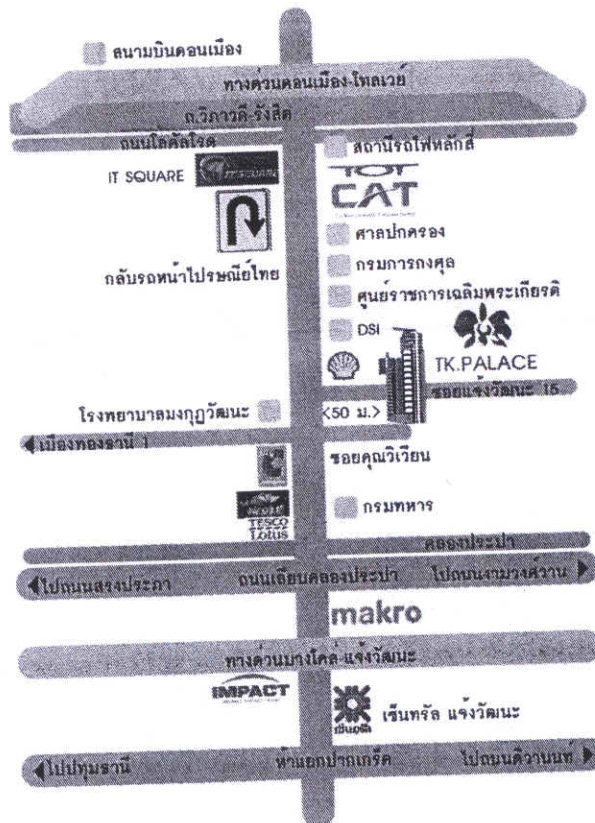 สนามบินดอนเมือง
ทางด่วนดอนเมือง-โทลเวย์
ถ.วิภาวดี-รังสิต
ถนนโลคัลโรด
สถานีรถไฟหลักสี่
IT SQUARE
IT SQUARE
TOT
CAT
ศาลปกครอง
กรมการกงศุล
กลับรถหน้าไปรษณีย์ไทย
ศูนย์ราชการเฉลิมพระเกียรติ
DSI
TK.PALACE
ซอยแจ้งวัฒนะ 15
โรงพยาบาลมงกุฎวัฒนะ
<50 ม.>
เมืองทองธานี 1
ซอยคุณวิเวียน
กรมทหาร
TESCO
Lotus
คลองประปา
ไปถนนสรงประภา
ถนนเลียบคลองประปา
ไปถนนงามวงศ์วาน
makro
ทางด่วนบางโคล่-แจ้งวัฒนะ
IMPACT
เซ็นทรัล
เซ็นทรัล แจ้งวัฒนะ
ไปปทุมธานี
ห้าแยกปากเกร็ด
ไปถนนติวานนท์